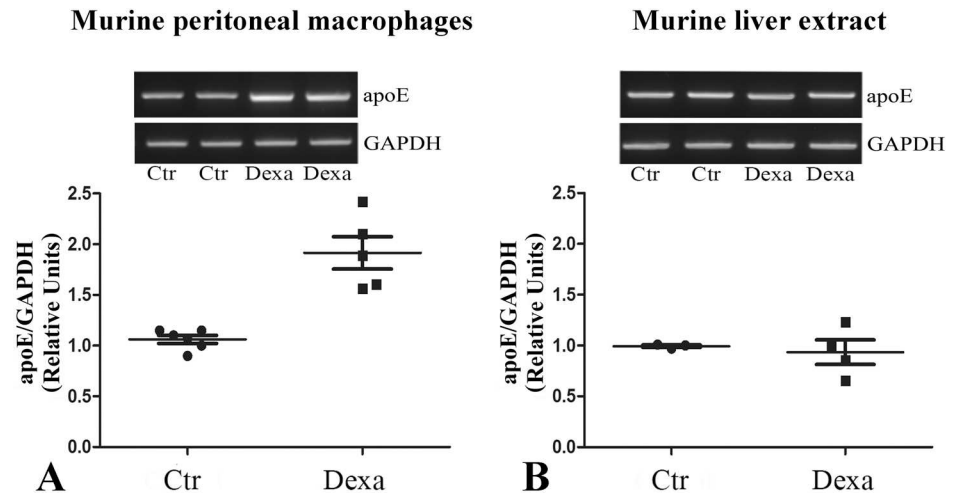 Murine peritoneal macrophages
apoE
GAPDH
Ctr Ctr Dexa Dexa
apoE/GAPDH
(Relative Units)
2.5
2.0
1.5
1.0
0.5
0.0
Ctr Dexa
A
Murine liver extract
apoE
GAPDH
Ctr Ctr Dexa Dexa
apoE/GAPDH
(Relative Units)
2.5
2.0
1.5
1.0
0.5
0.0
Ctr Dexa
B